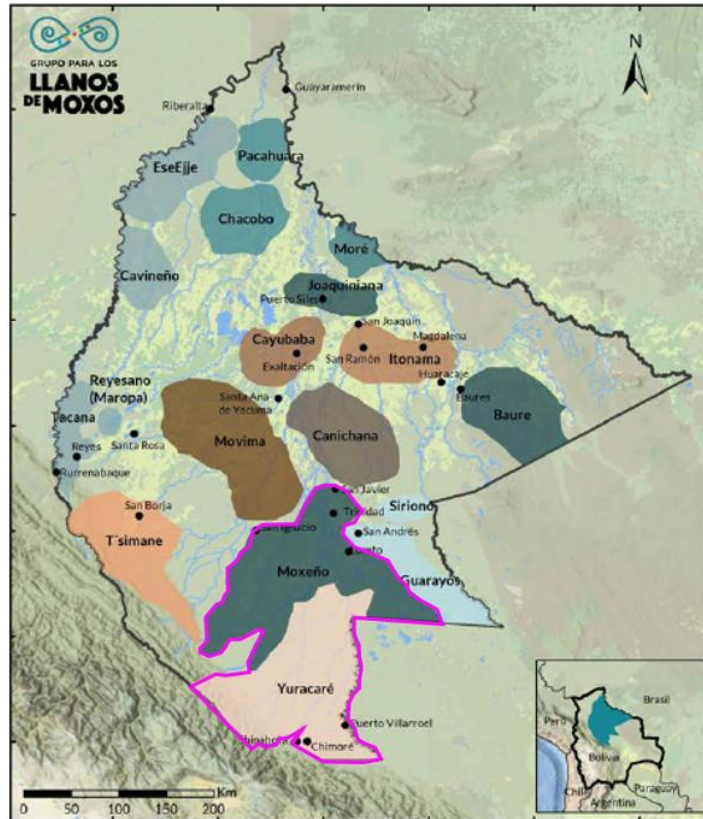 GRUPO PARA LOS
LLANOS
DE MOXOS
N
Guayaramerín
Riberalta
EseEjje
Pacahuara
Chacobo
Moré
Cavineño
Joaquiniana
Puerto Siles
San Joaquín
Cayubaba
Magdalena
Exaltación
San Ramón
Itonama
Huaracaje
Reyesano
(Maropa)
Baures
Santa Ana
de Yacuma
Tacana
Baure
Movima
Canichana
Reyes
Santa Rosa
Rurrenabaque
San Javier
San Borja
Sirionó
Trinidad
T´simane
San Ignacio
San Andrés
Loreto
Moxeño
Guarayos
Yuracaré
Puerto Villarroel
Chimoré
Brasil
Perú
Bolivia
Paraguay
Chile
Argentina
Km
0 50 100 150 200